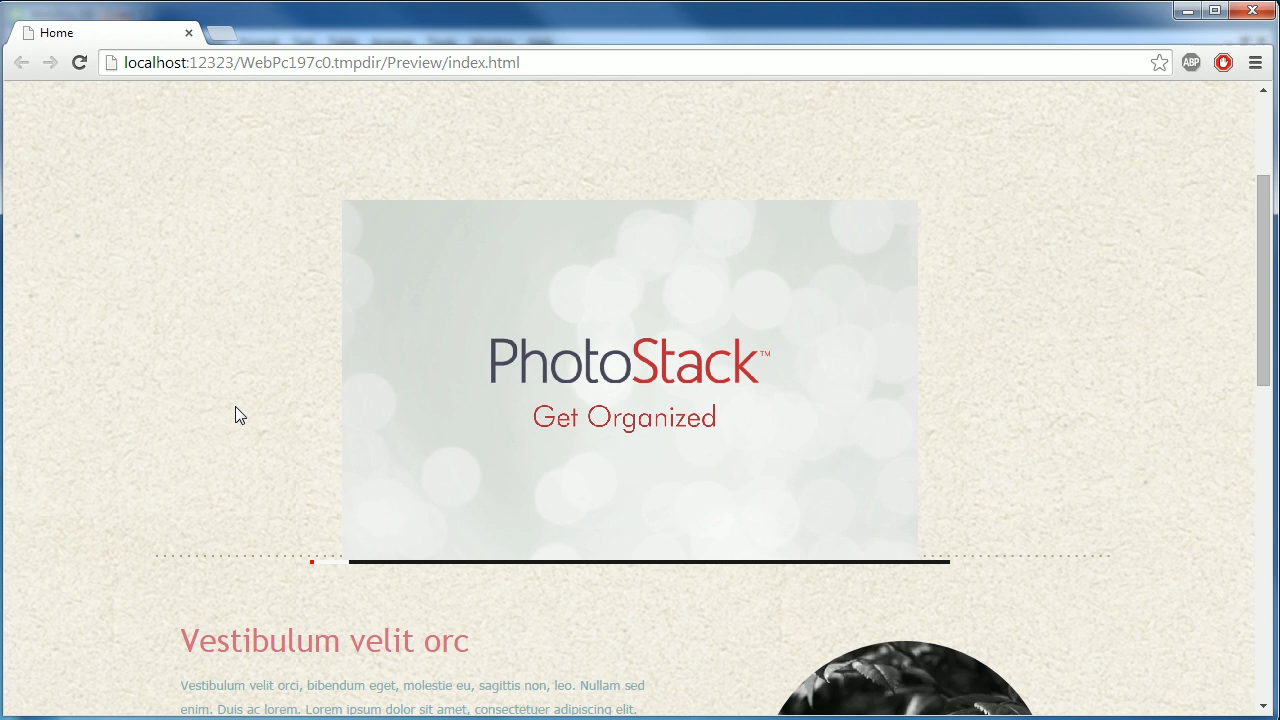 Home
localhost:12323/WebPc197c0.tmpdir/Preview/index.html
ABP
PhotoStack™
Get Organized
Vestibulum velit orc
Vestibulum velit orci, bibendum eget, molestie eu, sagittis non, leo. Nullam sed
enim. Duis ac lorem. Lorem ipsum dolor sit amet, consectetuer adipiscing elit.